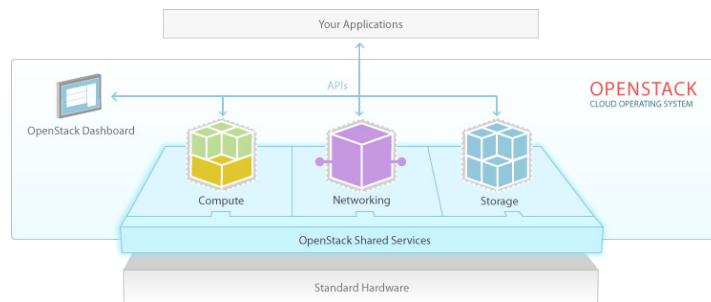 Your Applications
APIs
OPENSTACK
CLOUD OPERATING SYSTEM
OpenStack Dashboard
Compute
Networking
Storage
OpenStack Shared Services
Standard Hardware